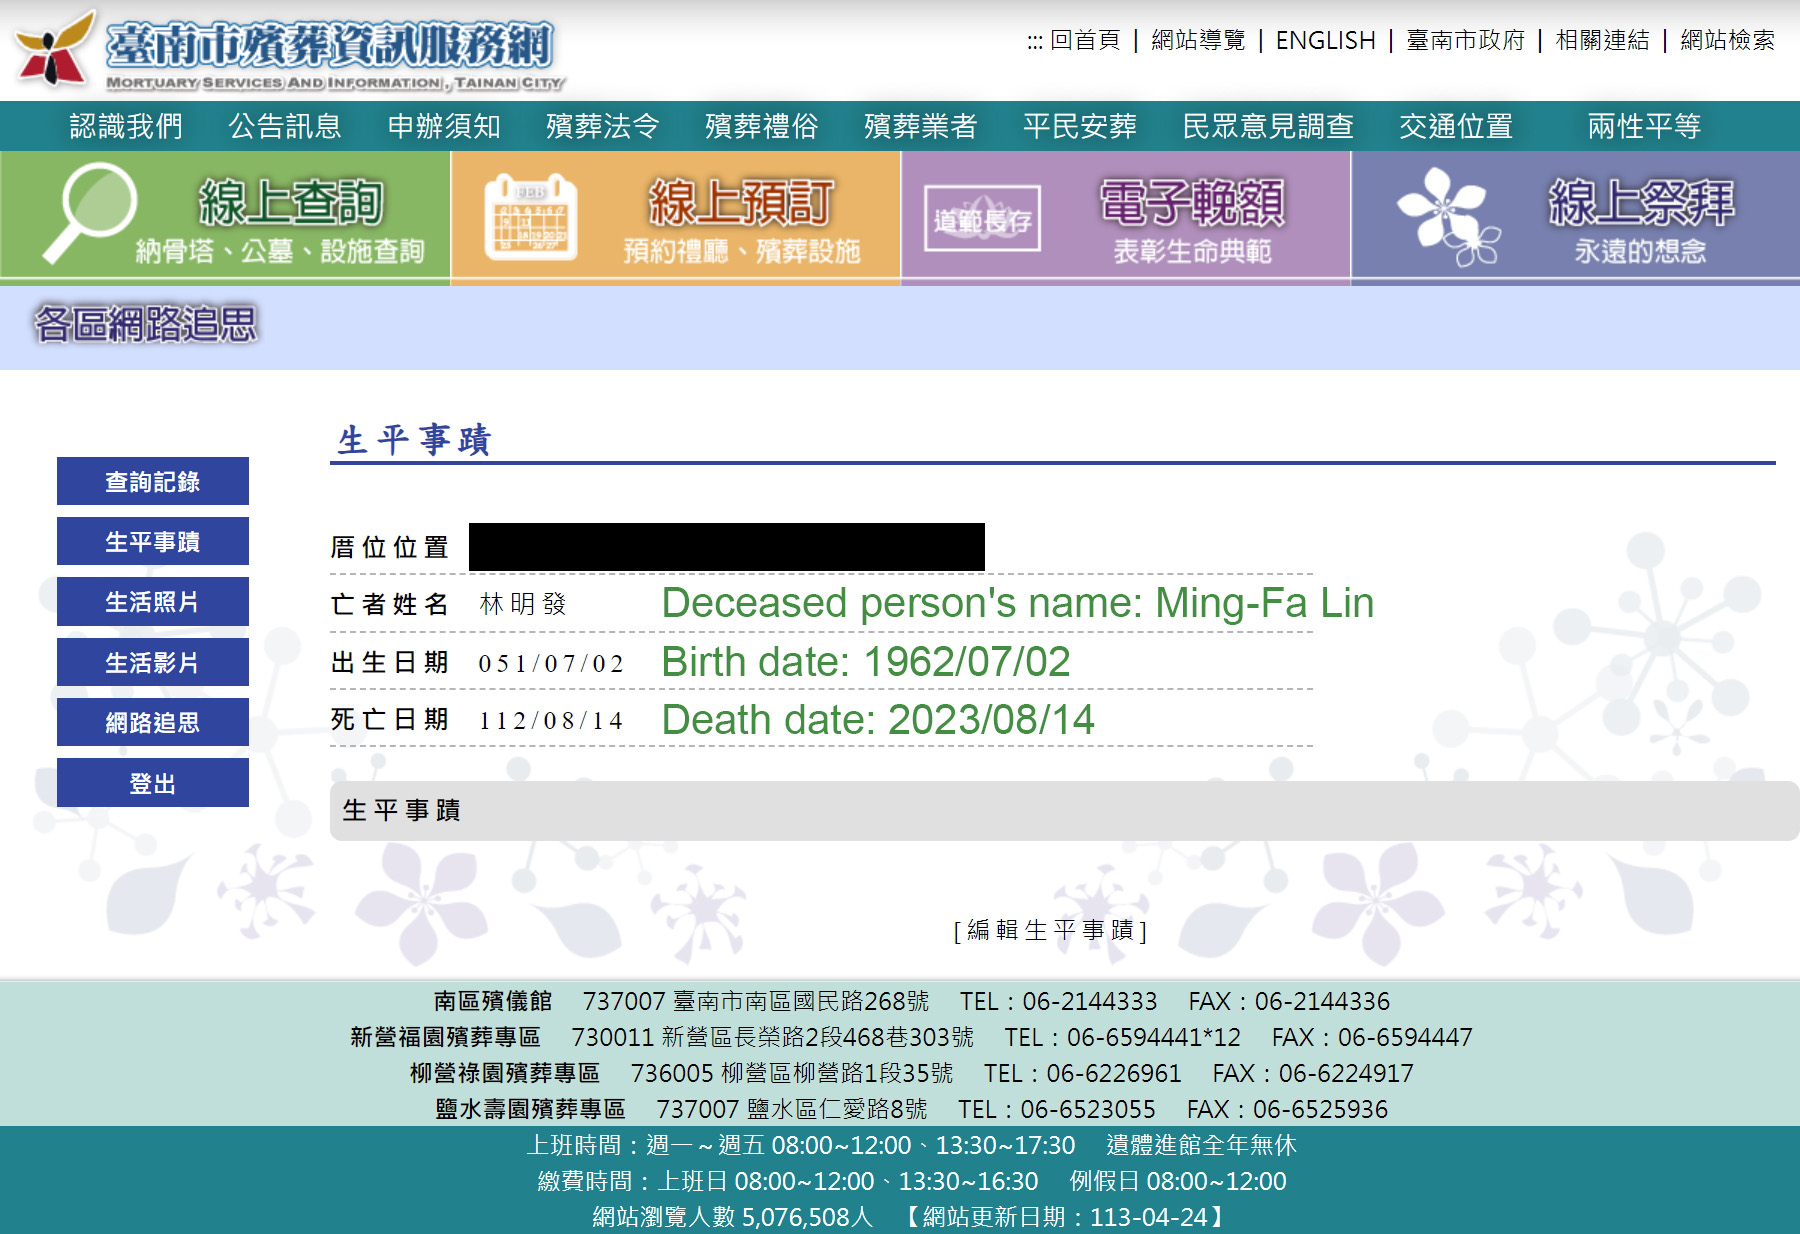 臺南市殯葬資訊服務網
MORTUARY SERVICES AND INFORMATION, TAINAN CITY
::: 回首頁 | 網站導覽 | ENGLISH | 臺南市政府 | 相關連結 | 網站檢索
認識我們 公告訊息 申辦須知 殯葬法令 殯葬禮俗 殯葬業者 平民安葬 民眾意見調查 交通位置 兩性平等
線上查詢
納骨塔、公墓、設施查詢
FEB
線上預訂
預約禮廳、殯葬設施
道範長存
電子輓額
表彰生命典範
線上祭拜
永遠的想念
各區網路追思
查詢記錄
生平事蹟
生活照片
生活影片
網路追思
登出
生平事蹟
厝位位置
亡者姓名 林明發 Deceased person's name: Ming-Fa Lin
出生日期 051/07/02 Birth date: 1962/07/02
死亡日期 112/08/14 Death date: 2023/08/14
生平事蹟
[編輯生平事蹟]
南區殯儀館 737007 臺南市南區國民路268號 TEL：06-2144333 FAX：06-2144336
新營福園殯葬專區 730011 新營區長榮路2段468巷303號 TEL：06-6594441*12 FAX：06-6594447
柳營祿園殯葬專區 736005 柳營區柳營路1段35號 TEL：06-6226961 FAX：06-6224917
鹽水壽園殯葬專區 737007 鹽水區仁愛路8號 TEL：06-6523055 FAX：06-6525936
上班時間：週一～週五 08:00~12:00、13:30~17:30 遺體進館全年無休
繳費時間：上班日 08:00~12:00、13:30~16:30 例假日 08:00~12:00
網站瀏覽人數 5,076,508人 【網站更新日期：113-04-24】